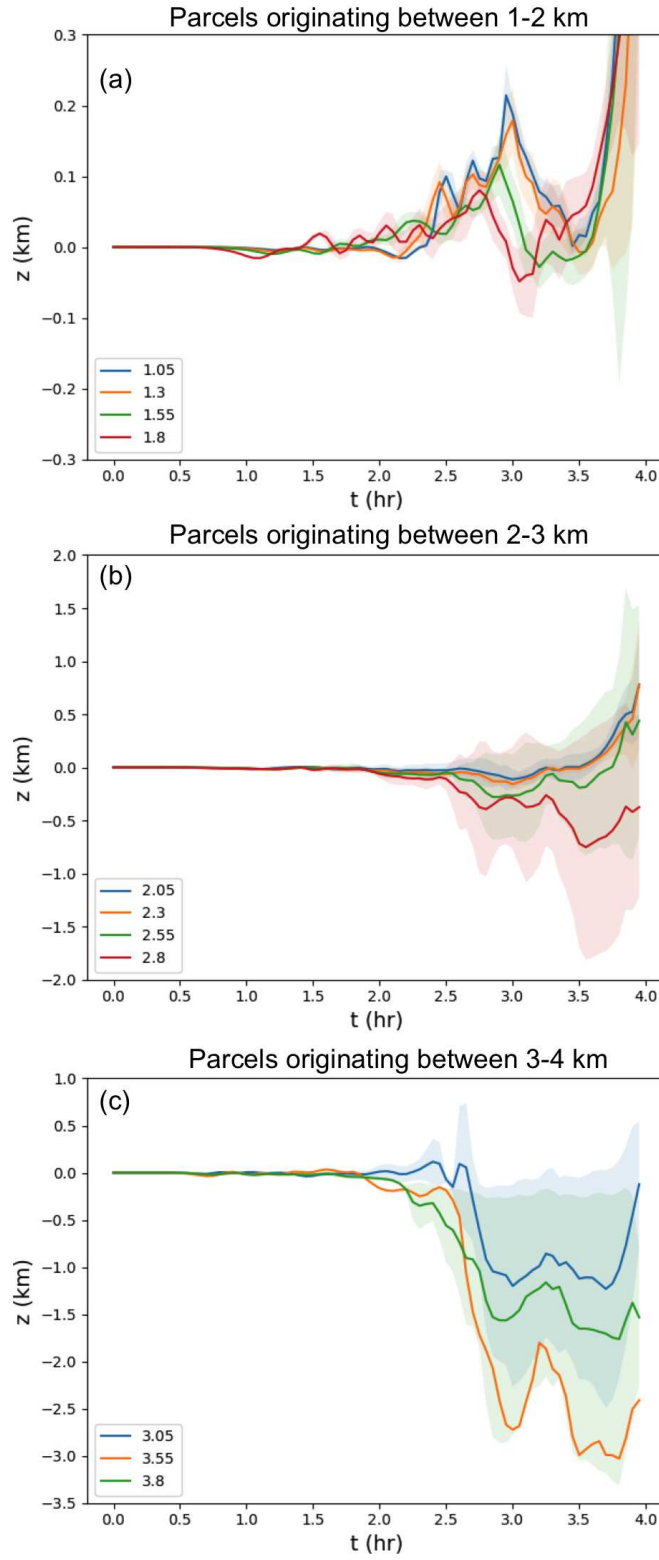 Parcels originating between 1-2 km
(a)
0.3
0.2
0.1
0.0
−0.1
−0.2
−0.3
z (km)
1.05
1.3
1.55
1.8
0.0 0.5 1.0 1.5 2.0 2.5 3.0 3.5 4.0
t (hr)
Parcels originating between 2-3 km
(b)
2.0
1.5
1.0
0.5
0.0
−0.5
−1.0
−1.5
−2.0
z (km)
2.05
2.3
2.55
2.8
0.0 0.5 1.0 1.5 2.0 2.5 3.0 3.5 4.0
t (hr)
Parcels originating between 3-4 km
(c)
1.0
0.5
0.0
−0.5
−1.0
−1.5
−2.0
−2.5
−3.0
−3.5
z (km)
3.05
3.55
3.8
0.0 0.5 1.0 1.5 2.0 2.5 3.0 3.5 4.0
t (hr)